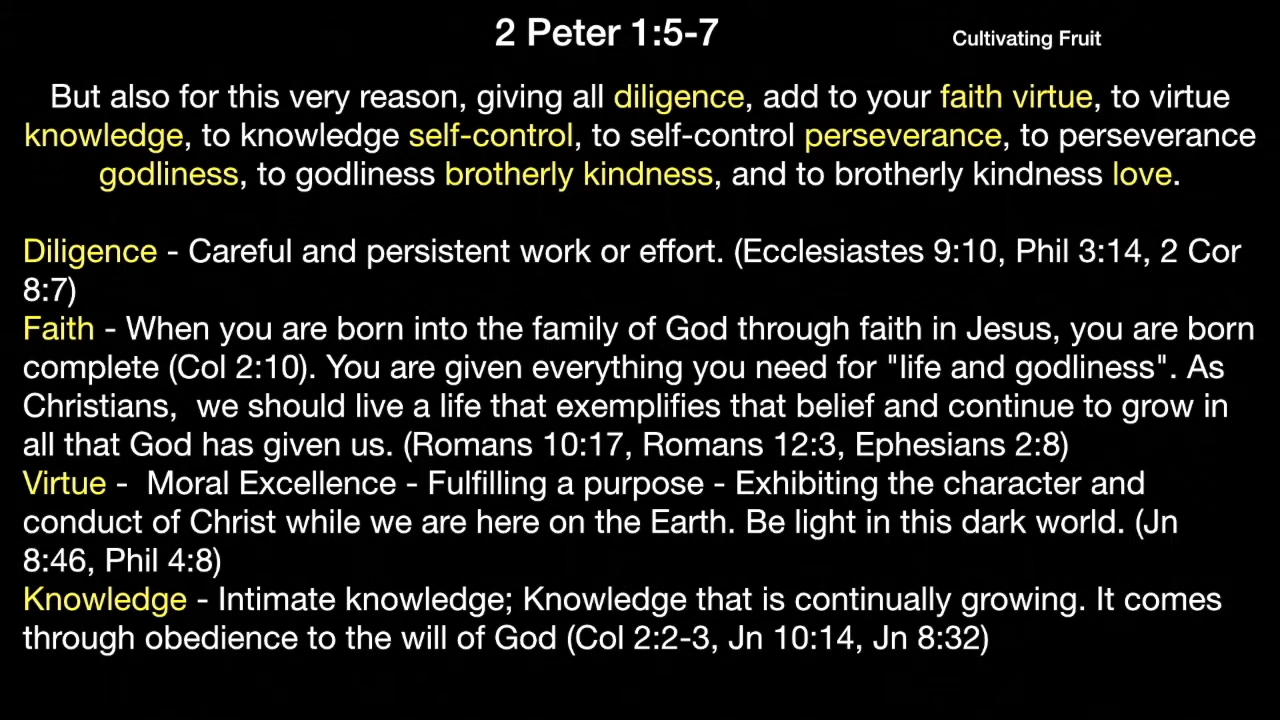 2 Peter 1:5-7
Cultivating Fruit
But also for this very reason, giving all diligence, add to your faith virtue, to virtue
knowledge, to knowledge self-control, to self-control perseverance, to perseverance
godliness, to godliness brotherly kindness, and to brotherly kindness love.
Diligence - Careful and persistent work or effort. (Ecclesiastes 9:10, Phil 3:14, 2 Cor
8:7)
Faith - When you are born into the family of God through faith in Jesus, you are born
complete (Col 2:10). You are given everything you need for "life and godliness". As
Christians,  we should live a life that exemplifies that belief and continue to grow in
all that God has given us. (Romans 10:17, Romans 12:3, Ephesians 2:8)
Virtue -  Moral Excellence - Fulfilling a purpose - Exhibiting the character and
conduct of Christ while we are here on the Earth. Be light in this dark world. (Jn
8:46, Phil 4:8)
Knowledge - Intimate knowledge; Knowledge that is continually growing. It comes
through obedience to the will of God (Col 2:2-3, Jn 10:14, Jn 8:32)